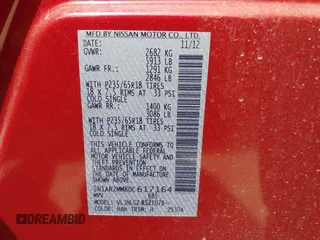 MFD BY NISSAN MOTOR CO., LTD.
DATE: 11/12
GVWR: 2682 KG
5913 LB
GAWR FR.: 1291 KG
2846 LB
WITH P235/65R18 TIRES
18 X 7.5 RIMS AT 33 PSI
COLD SINGLE
GAWR RR.: 1400 KG
3086 LB
WITH P235/65R18 TIRES
18 X 7.5 RIMS AT 33 PSI
COLD SINGLE
THIS VEHICLE CONFORMS TO
ALL APPLICABLE FEDERAL
MOTOR VEHICLE SAFETY AND
THEFT PREVENTION STANDARDS
IN EFFECT ON THE DATE OF
MANUFACTURE SHOWN ABOVE.
617164
MPV
MODEL:
COLOR: TRIM:
DREAMBID